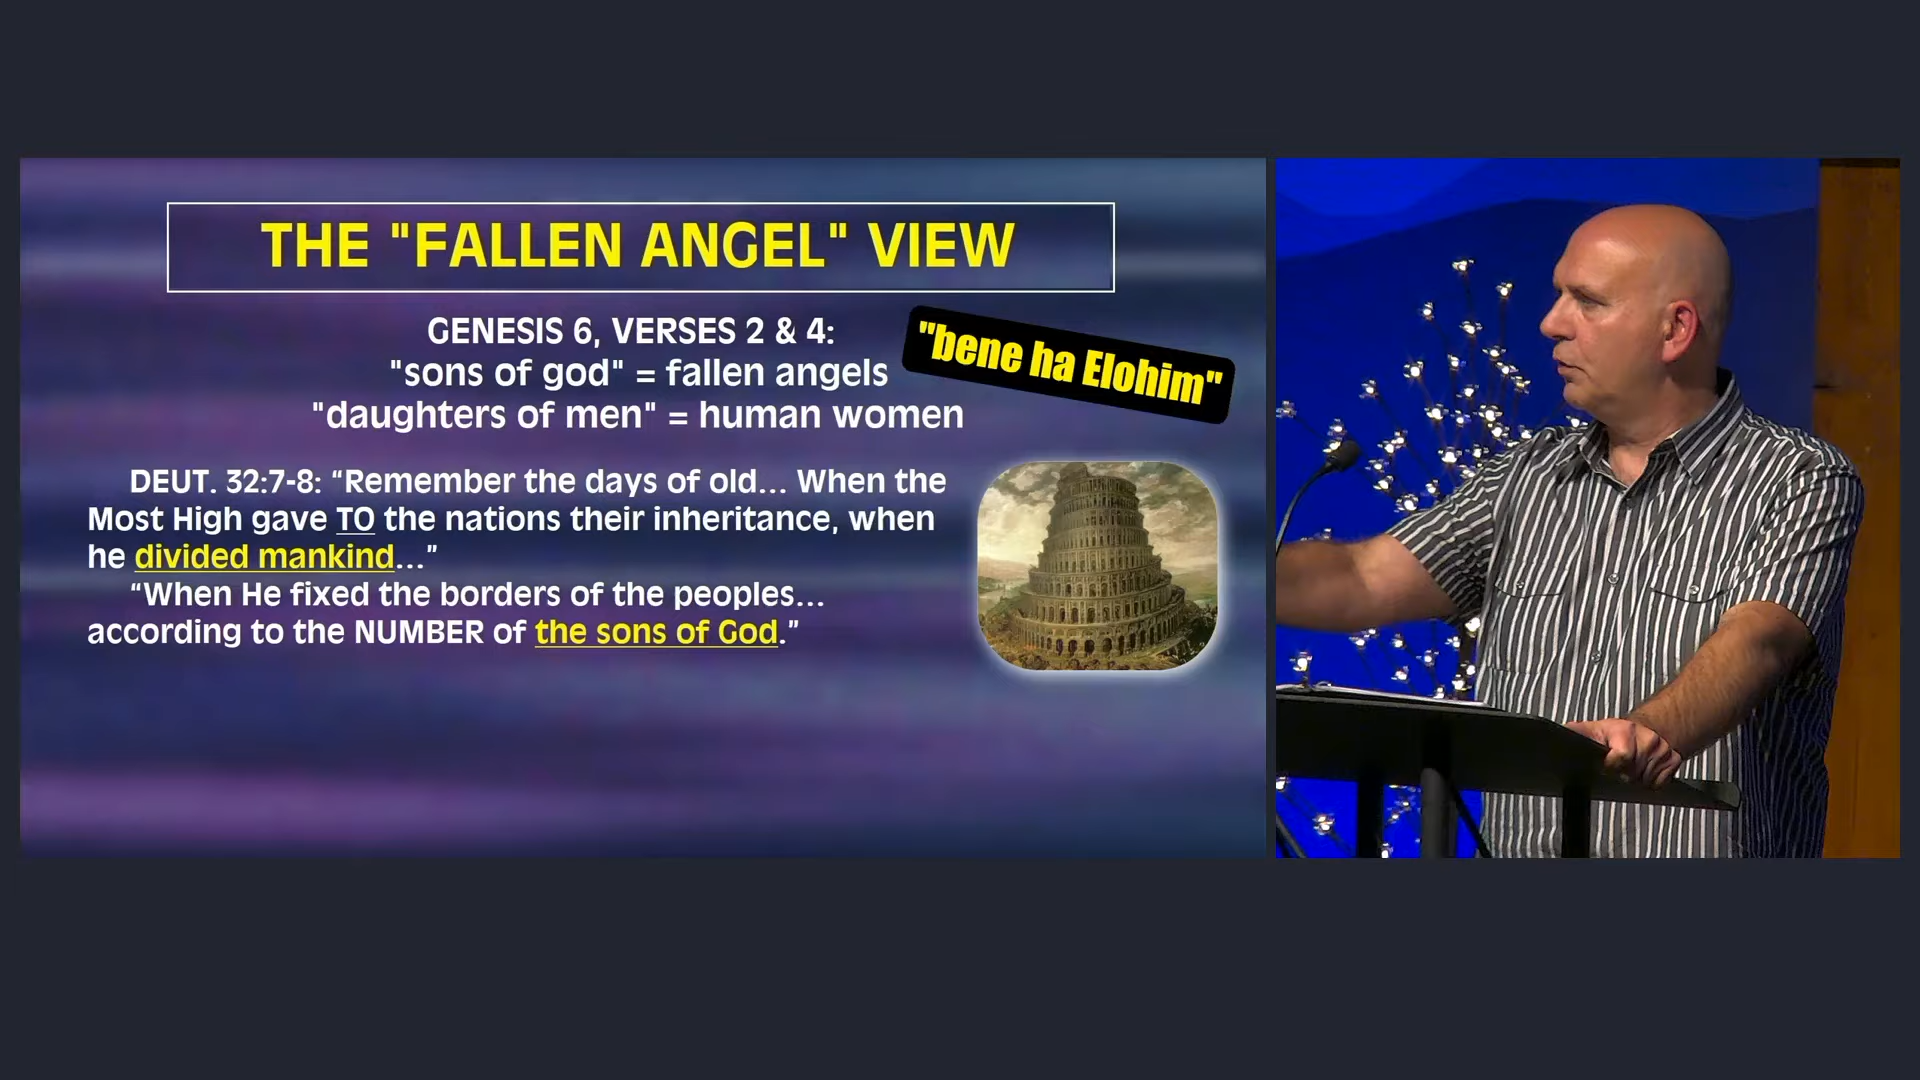 THE "FALLEN ANGEL" VIEW
GENESIS 6, VERSES 2 & 4:
"sons of god" = fallen angels
"bene ha Elohim"
"daughters of men" = human women
DEUT. 32:7-8: “Remember the days of old... When the
Most High gave TO the nations their inheritance, when
he divided mankind...”
“When He fixed the borders of the peoples...
according to the NUMBER of the sons of God.”